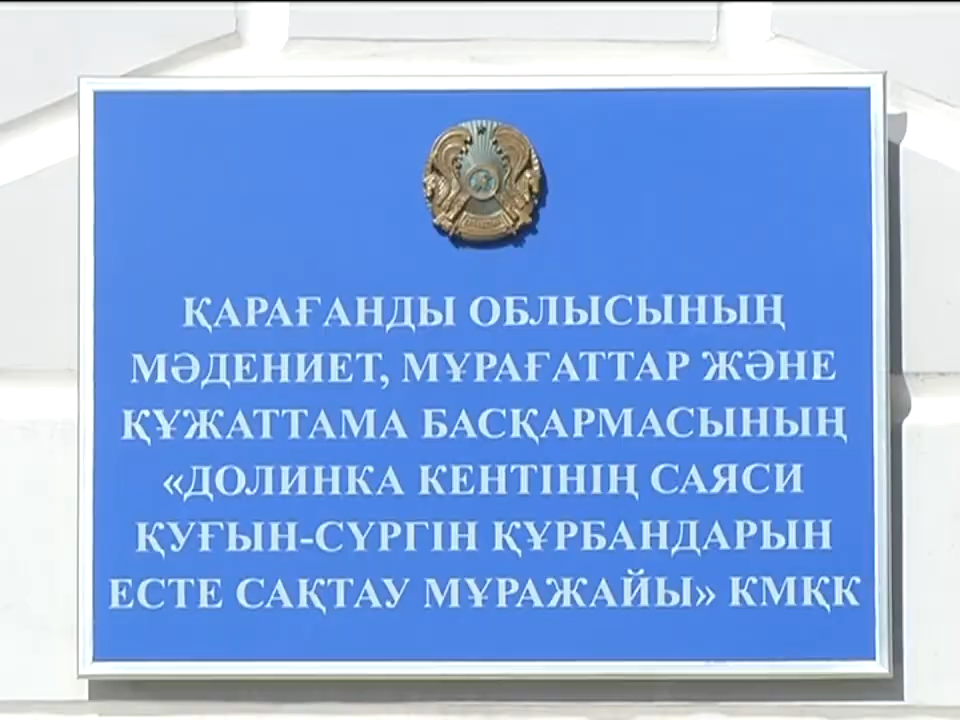 ҚАРАҒАНДЫ ОБЛЫСЫНЫҢ
МӘДЕНИЕТ, МҰРАҒАТТАР ЖӘНЕ
ҚҰЖАТТАМА БАСҚАРМАСЫНЫҢ
«ДОЛИНКА КЕНТІНІҢ САЯСИ
ҚУҒЫН-СҮРГІН ҚҰРБАНДАРЫН
ЕСТЕ САҚТАУ МҰРАЖАЙЫ» КМҚК